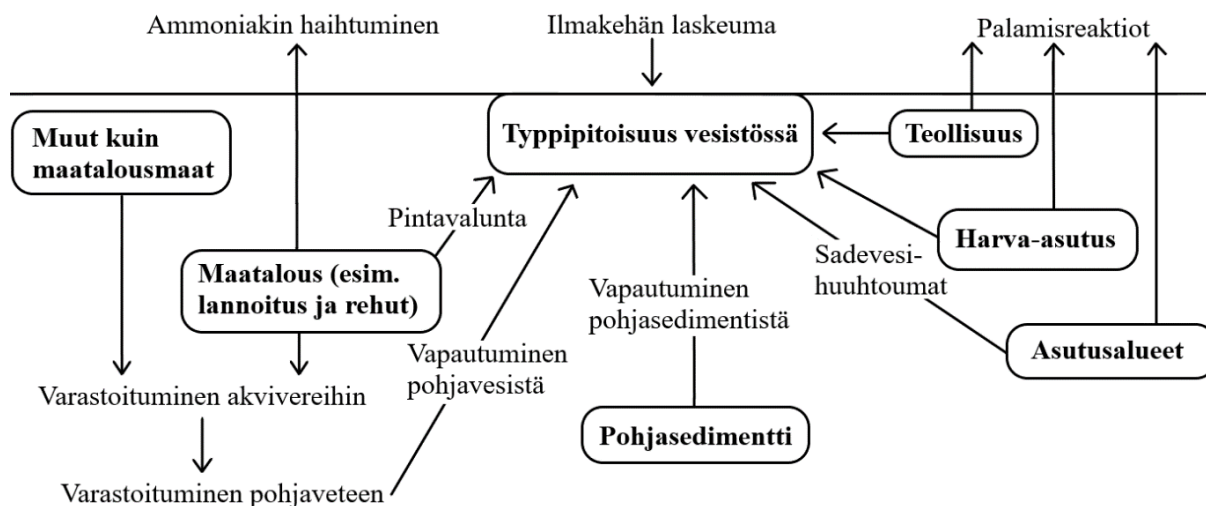 Ammoniakin haihtuminen
Ilmakehän laskeuma
Palamisreaktiot
Muut kuin
maatalousmaat
Typpipitoisuus vesistössä
Teollisuus
Pintavalunta
Harva-asutus
Maatalous (esim.
lannoitus ja rehut)
Sadevesi-
huuhtoumat
Vapautuminen
pohjasedimentistä
Vapautuminen
pohjavesistä
Asutusalueet
Varastoituminen akvivereihin
Pohjasedimentti
Varastoituminen pohjaveteen